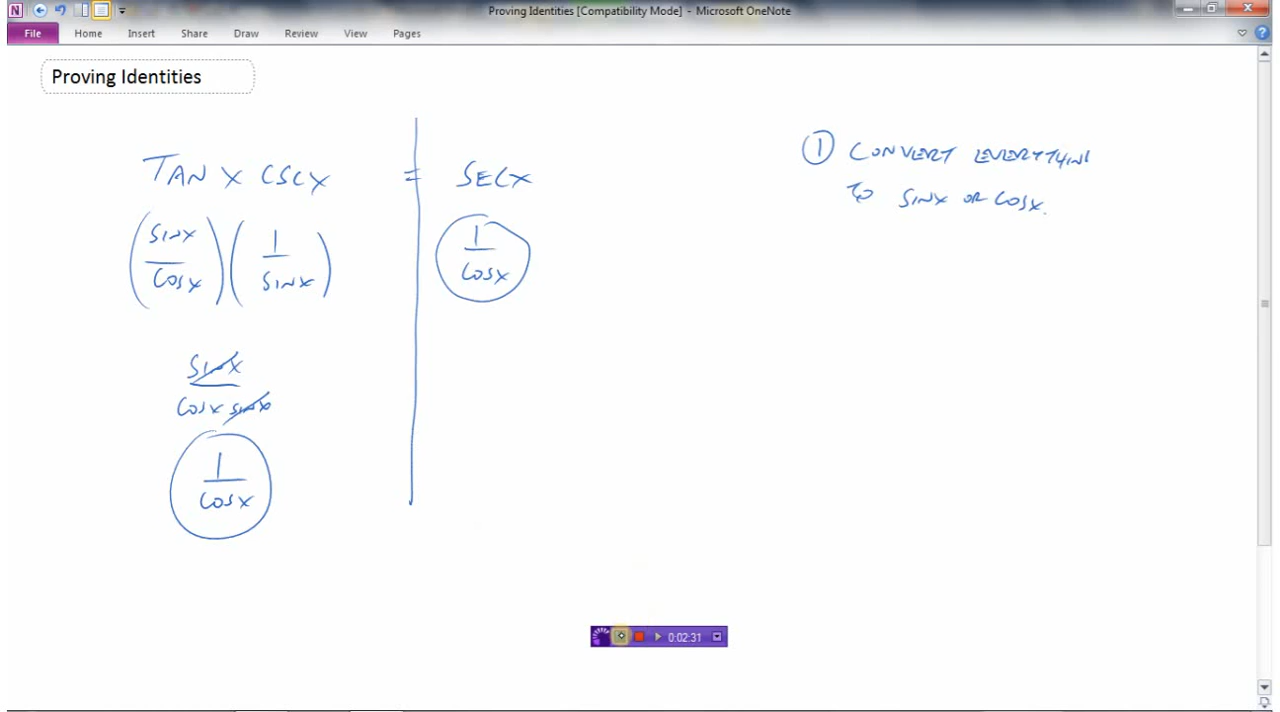 Proving Identities [Compatibility Mode] - Microsoft OneNote
File Home Insert Share Draw Review View Pages
Proving Identities
TAN X CSCX = SECX
(sinx/cosx) (1/sinx)
1/cosx
sinx/cosx sinx
1/cosx
① CONVERT EVERYTHING
TO SINX OR COSX.
0:02:31